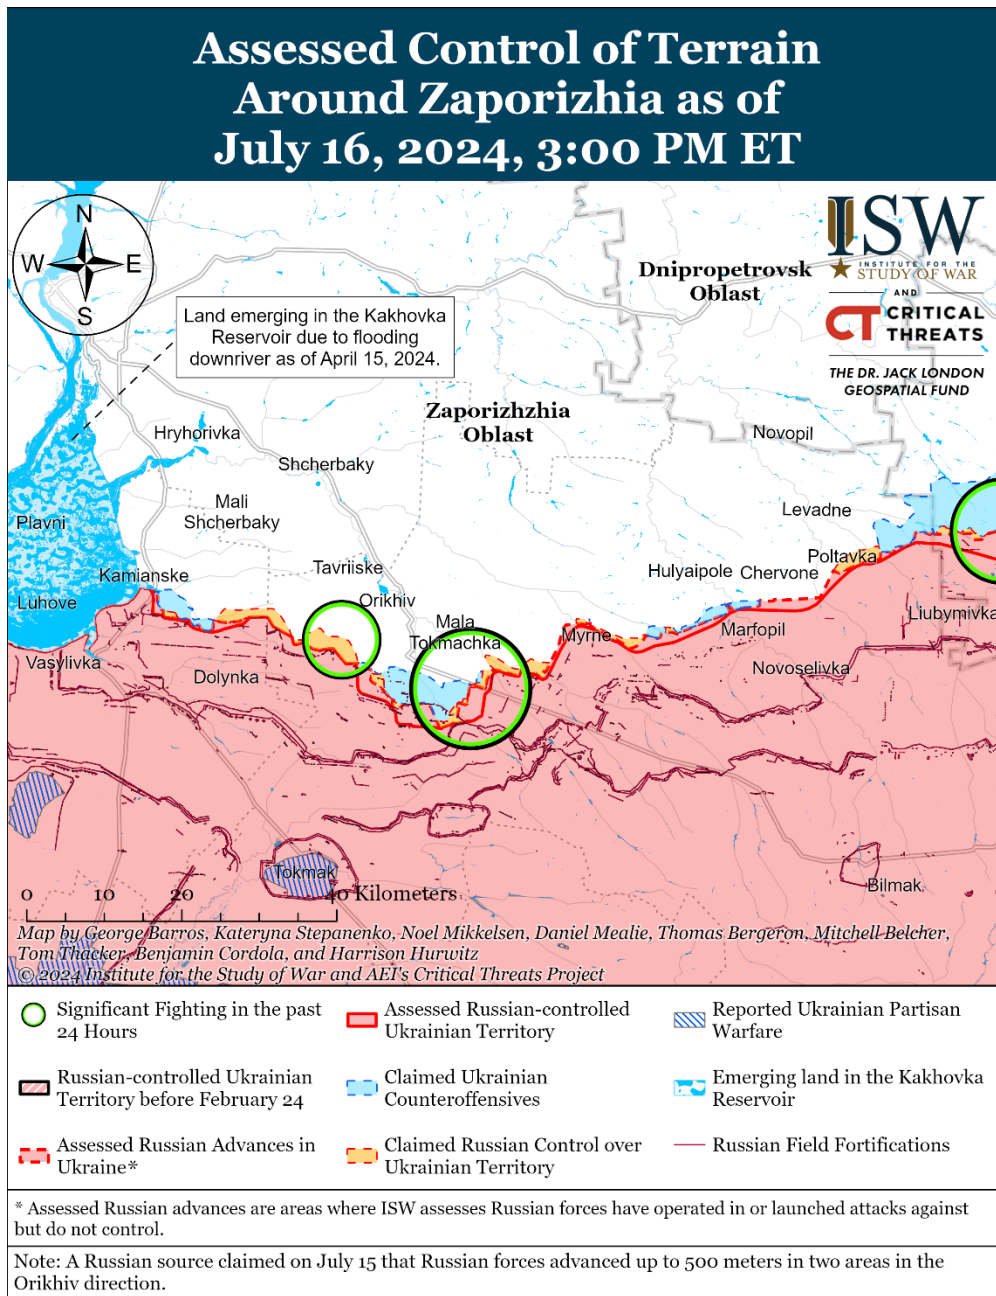 Assessed Control of Terrain
Around Zaporizhia as of
July 16, 2024, 3:00 PM ET
N
W E
S
ISW
INSTITUTE FOR THE
STUDY OF WAR
AND
CT CRITICAL
THREATS
THE DR. JACK LONDON
GEOSPATIAL FUND
Dnipropetrovsk
Oblast
Land emerging in the Kakhovka
Reservoir due to flooding
downriver as of April 15, 2024.
Zaporizhzhia
Oblast
Hryhorivka
Novopil
Shcherbaky
Mali
Shcherbaky
Levadne
Plavni
Poltavka
Tavriiske
Kamianske
Hulyaipole
Chervone
Orikhiv
Luhove
Liubymivka
Mala
Tokmachka
Myrne
Marfopil
Vasylivka
Novoselivka
Dolynka
Tokmak
Bilmak
0 10 20 40 Kilometers
Map by George Barros, Kateryna Stepanenko, Noel Mikkelsen, Daniel Mealie, Thomas Bergeron, Mitchell Belcher,
Tom Thacker, Benjamin Cordola, and Harrison Hurwitz
© 2024 Institute for the Study of War and AEI's Critical Threats Project
Significant Fighting in the past
24 Hours
Russian-controlled Ukrainian
Territory before February 24
Assessed Russian Advances in
Ukraine*
Assessed Russian-controlled
Ukrainian Territory
Claimed Ukrainian
Counteroffensives
Claimed Russian Control over
Ukrainian Territory
Reported Ukrainian Partisan
Warfare
Emerging land in the Kakhovka
Reservoir
Russian Field Fortifications
* Assessed Russian advances are areas where ISW assesses Russian forces have operated in or launched attacks against
but do not control.
Note: A Russian source claimed on July 15 that Russian forces advanced up to 500 meters in two areas in the
Orikhiv direction.